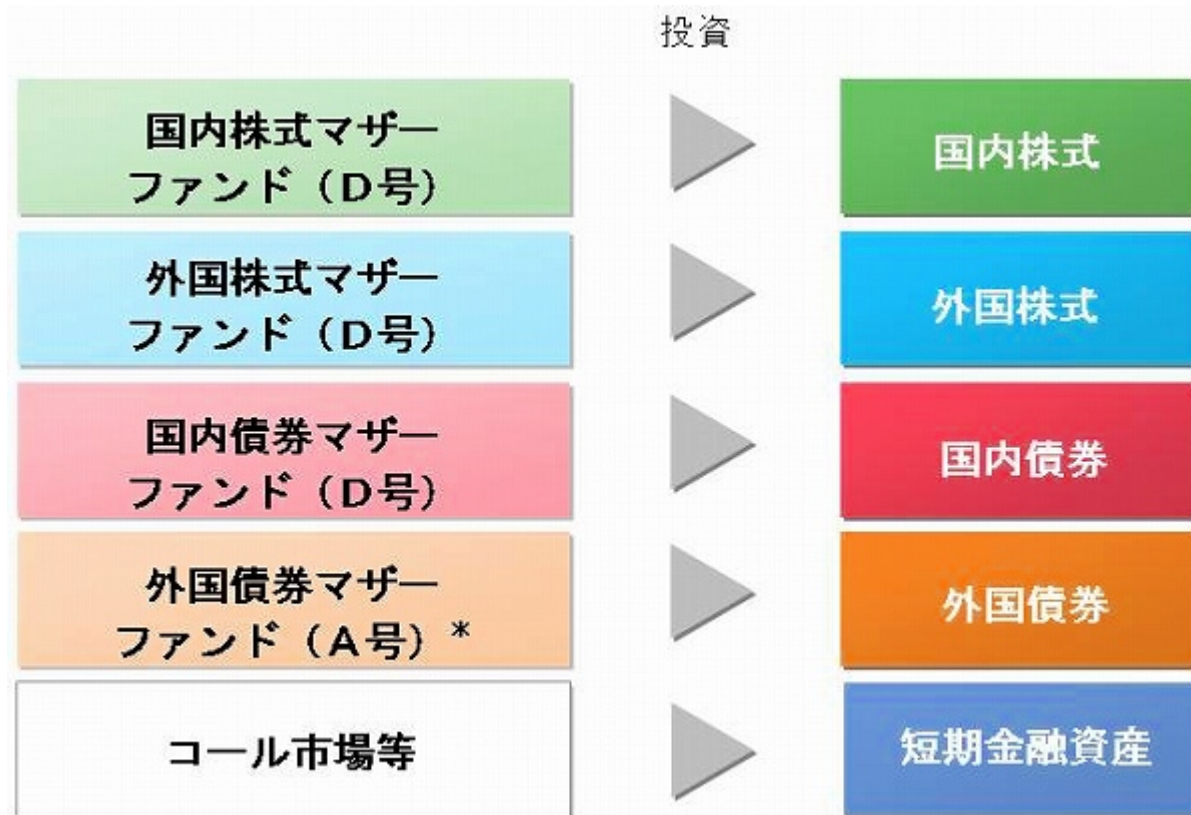 投資
国内株式マザー
ファンド（D号）
国内株式
外国株式マザー
ファンド（D号）
外国株式
国内債券マザー
ファンド（D号）
国内債券
外国債券マザー
ファンド（A号）*
外国債券
コール市場等
短期金融資産